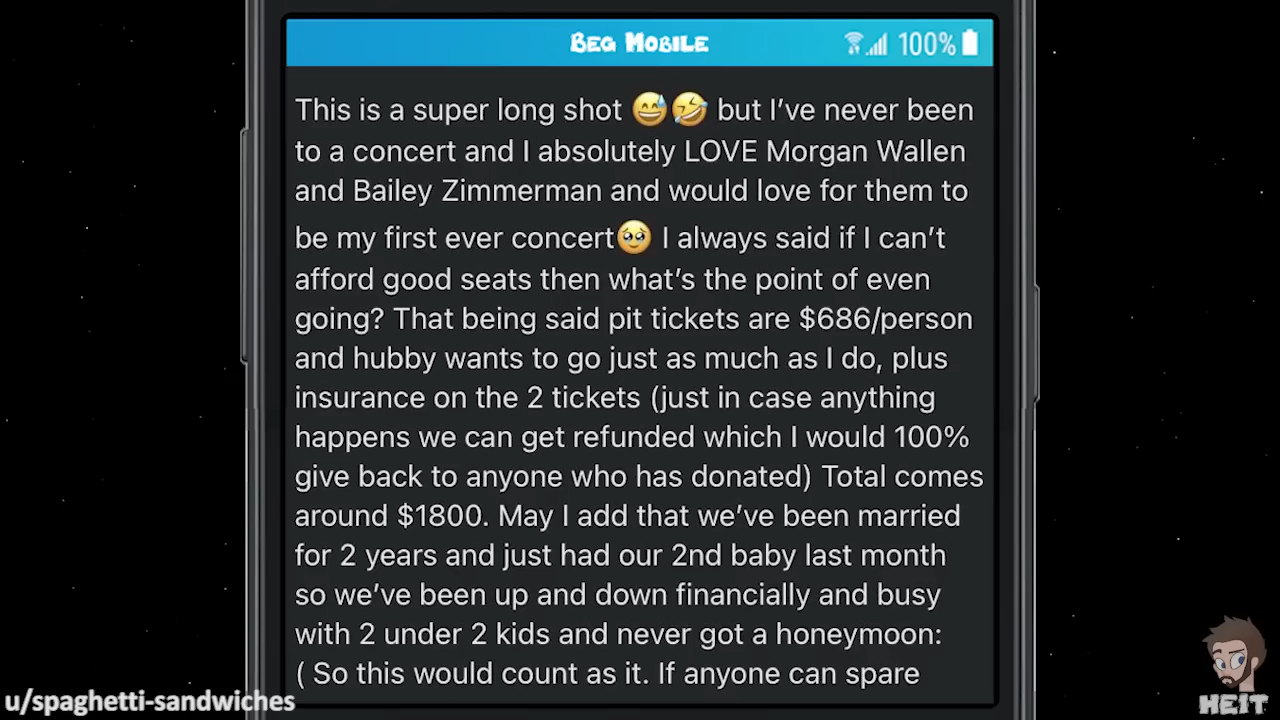 BEG MOBILE
100%
This is a super long shot 😅🤣 but I’ve never been
to a concert and I absolutely LOVE Morgan Wallen
and Bailey Zimmerman and would love for them to
be my first ever concert🥹 I always said if I can’t
afford good seats then what’s the point of even
going? That being said pit tickets are $686/person
and hubby wants to go just as much as I do, plus
insurance on the 2 tickets (just in case anything
happens we can get refunded which I would 100%
give back to anyone who has donated) Total comes
around $1800. May I add that we’ve been married
for 2 years and just had our 2nd baby last month
so we’ve been up and down financially and busy
with 2 under 2 kids and never got a honeymoon:
( So this would count as it. If anyone can spare
u/spaghetti-sandwiches
HEIT